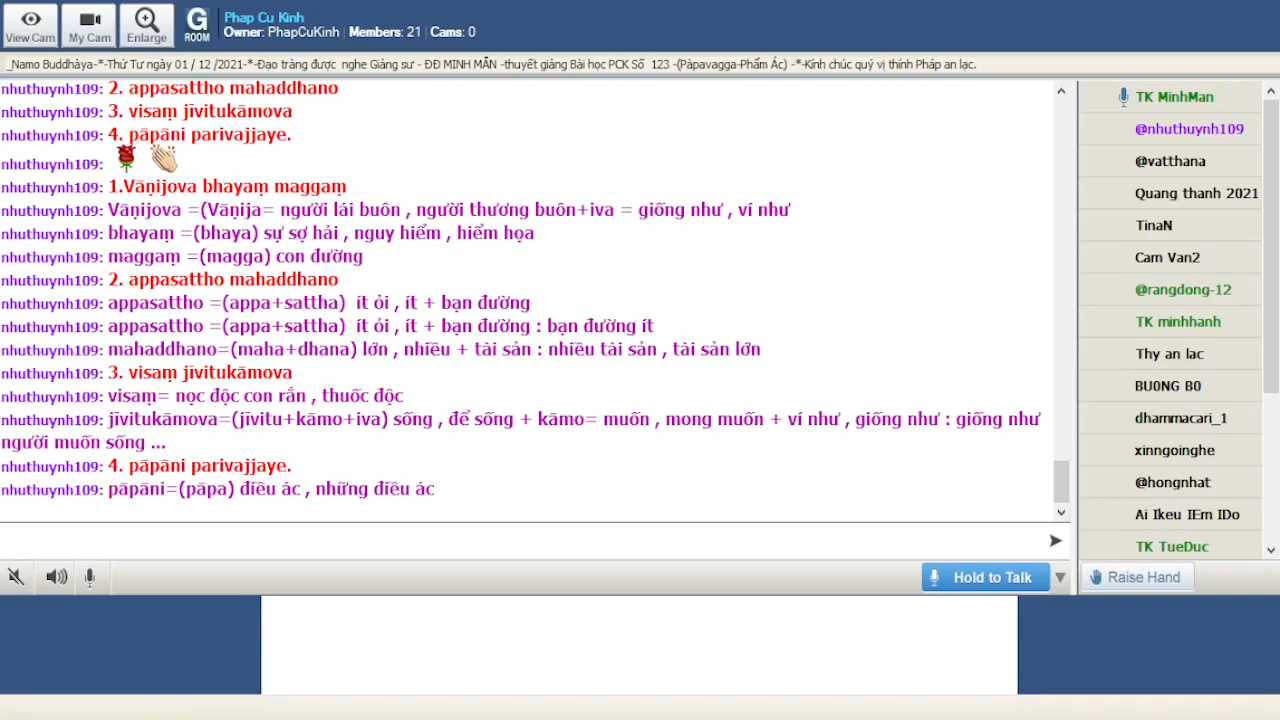 View Cam
My Cam
Enlarge
G
ROOM
Phap Cu Kinh
Owner: PhapCuKinh | Members: 21 | Cams: 0
_Namo Buddhàya-*-Thứ Tư ngày 01 / 12 /2021-*-Đạo tràng được nghe Giảng sư - ĐĐ MINH MẪN -thuyết giảng Bài học PCK Số 123 -(Pàpavagga-Phẩm Ác) -*-Kính chúc quý vị thính Pháp an lạc.
nhuthuynh109: 2. appasattho mahaddhano
nhuthuynh109: 3. visaṃ jīvitukāmova
nhuthuynh109: 4. pāpāni parivajjaye.
nhuthuynh109:
nhuthuynh109: 1.Vāṇijova bhayaṃ maggaṃ
nhuthuynh109: Vāṇijova =(Vāṇija= người lái buôn , người thương buôn+iva = giống như , ví như
nhuthuynh109: bhayaṃ =(bhaya) sự sợ hải , nguy hiểm , hiểm họa
nhuthuynh109: maggaṃ =(magga) con đường
nhuthuynh109: 2. appasattho mahaddhano
nhuthuynh109: appasattho =(appa+sattha) ít ỏi , ít + bạn đường
nhuthuynh109: appasattho =(appa+sattha) ít ỏi , ít + bạn đường : bạn đường ít
nhuthuynh109: mahaddhano=(maha+dhana) lớn , nhiều + tài sản : nhiều tài sản , tài sản lớn
nhuthuynh109: 3. visaṃ jīvitukāmova
nhuthuynh109: visaṃ= nọc độc con rắn , thuốc độc
nhuthuynh109: jīvitukāmova=(jīvitu+kāmo+iva) sống , để sống + kāmo= muốn , mong muốn + ví như , giống như : giống như
người muốn sống ...
nhuthuynh109: 4. pāpāni parivajjaye.
nhuthuynh109: pāpāni=(pāpa) điều ác , những điều ác
TK MinhMan
@nhuthuynh109
@vatthana
Quang thanh 2021
TinaN
Cam Van2
@rangdong-12
TK minhhanh
Thy an lac
BU0NG B0
dhammacari_1
xinngoinghe
@hongnhat
Ai Ikeu IEm IDo
TK TueDuc
Hold to Talk
Raise Hand